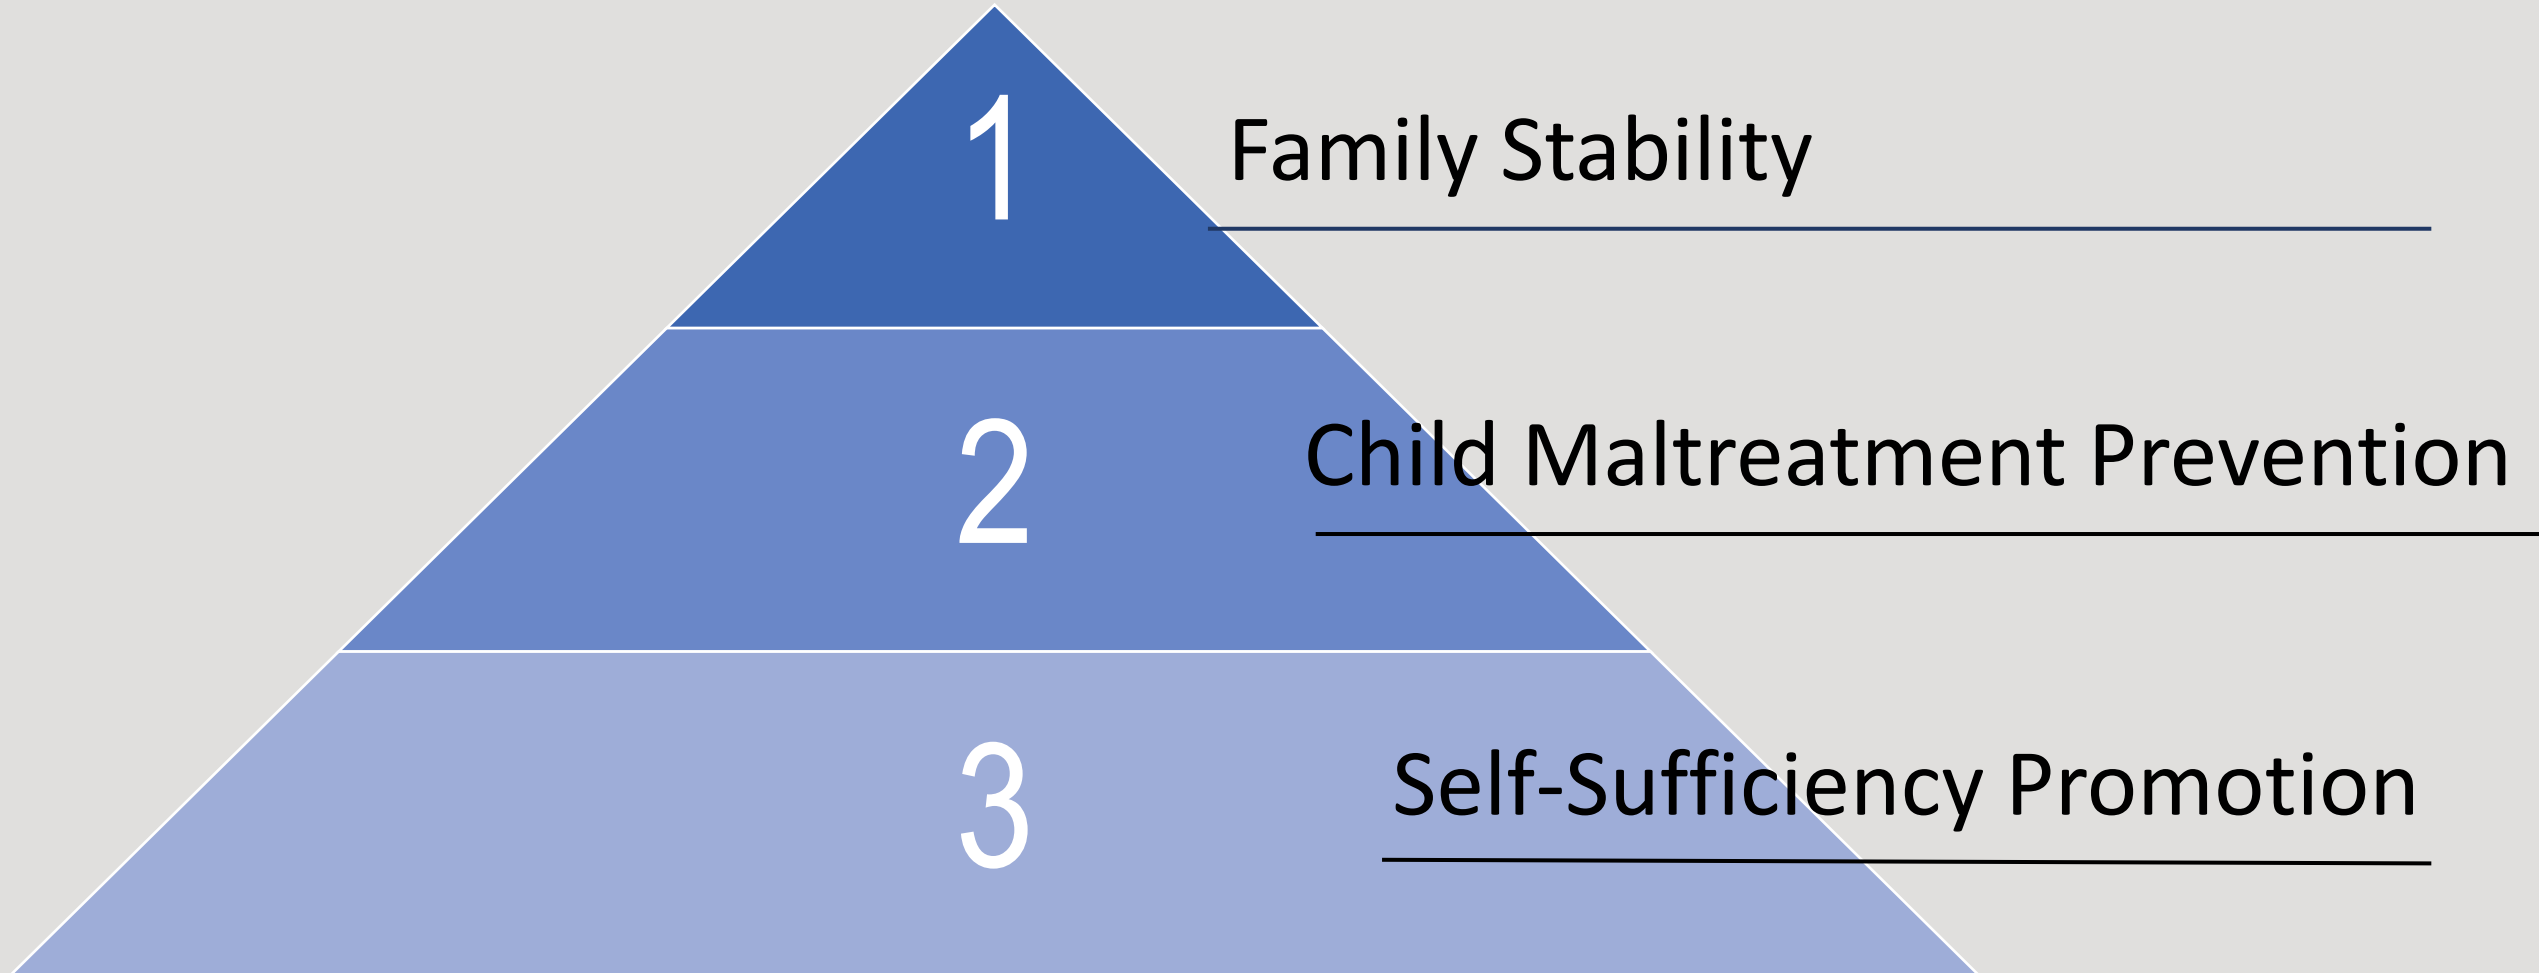 1
Family Stability
2
Child Maltreatment Prevention
3
Self-Sufficiency Promotion